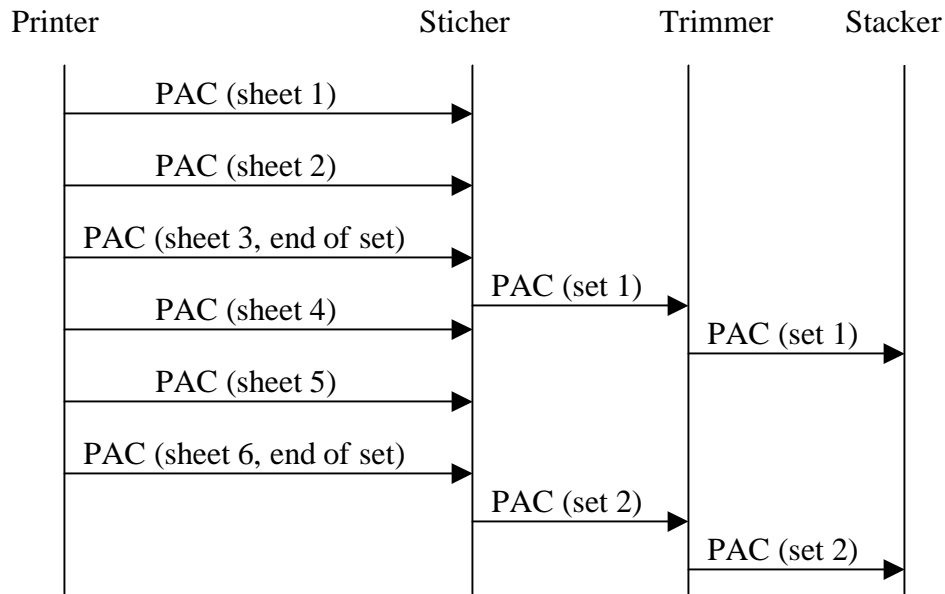 Printer Sticher Trimmer Stacker
PAC (sheet 1)
PAC (sheet 2)
PAC (sheet 3, end of set)
PAC (set 1)
PAC (sheet 4)
PAC (set 1)
PAC (sheet 5)
PAC (sheet 6, end of set)
PAC (set 2)
PAC (set 2)